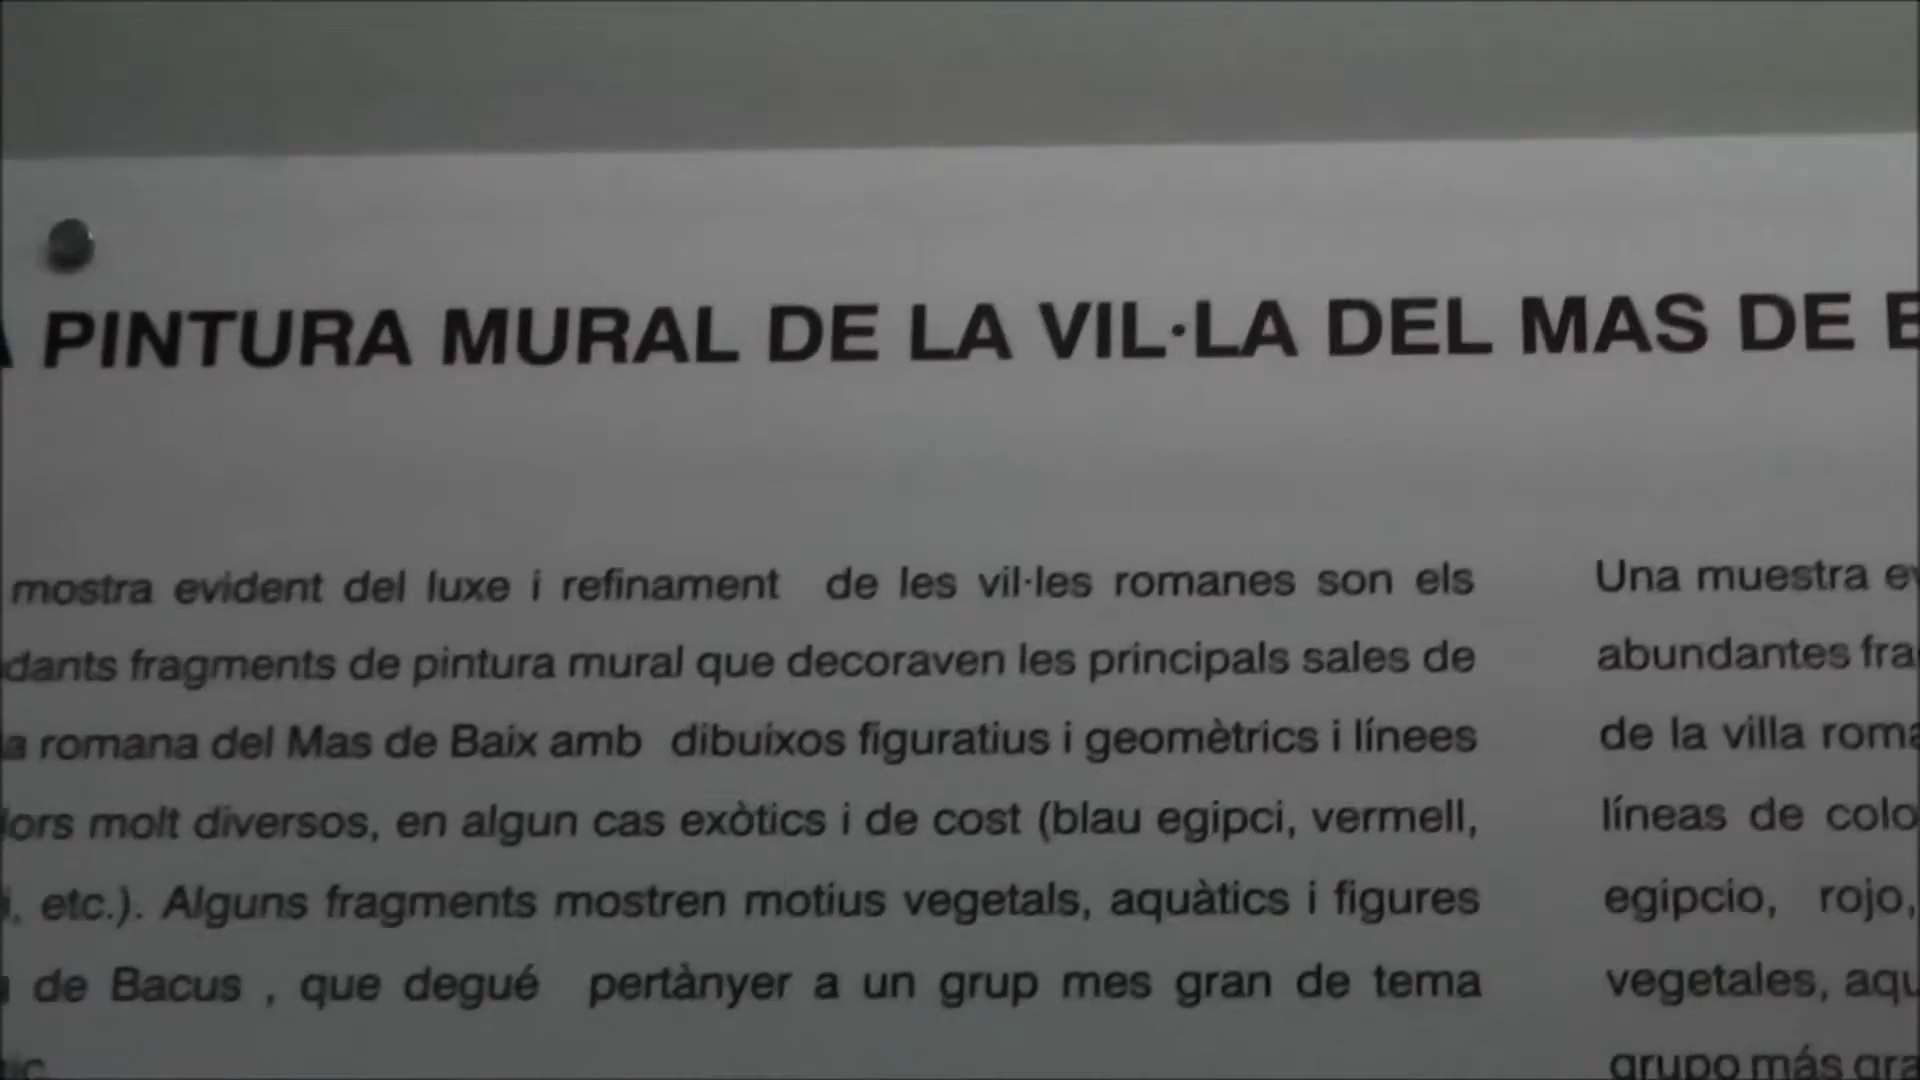 PINTURA MURAL DE LA VIL·LA DEL MAS DE
mostra evident del luxe i refinament de les vil·les romanes son els
fragments de pintura mural que decoraven les principals sales de
romana del Mas de Baix amb dibuixos figuratius i geomètrics i línees
molt diversos, en algun cas exòtics i de cost (blau egipci, vermell,
etc.). Alguns fragments mostren motius vegetals, aquàtics i figures
de Bacus , que degué pertànyer a un grup mes gran de tema
Una muestra
abundantes
de la villa
líneas de
egipcio, rojo,
vegetales,
grupo más